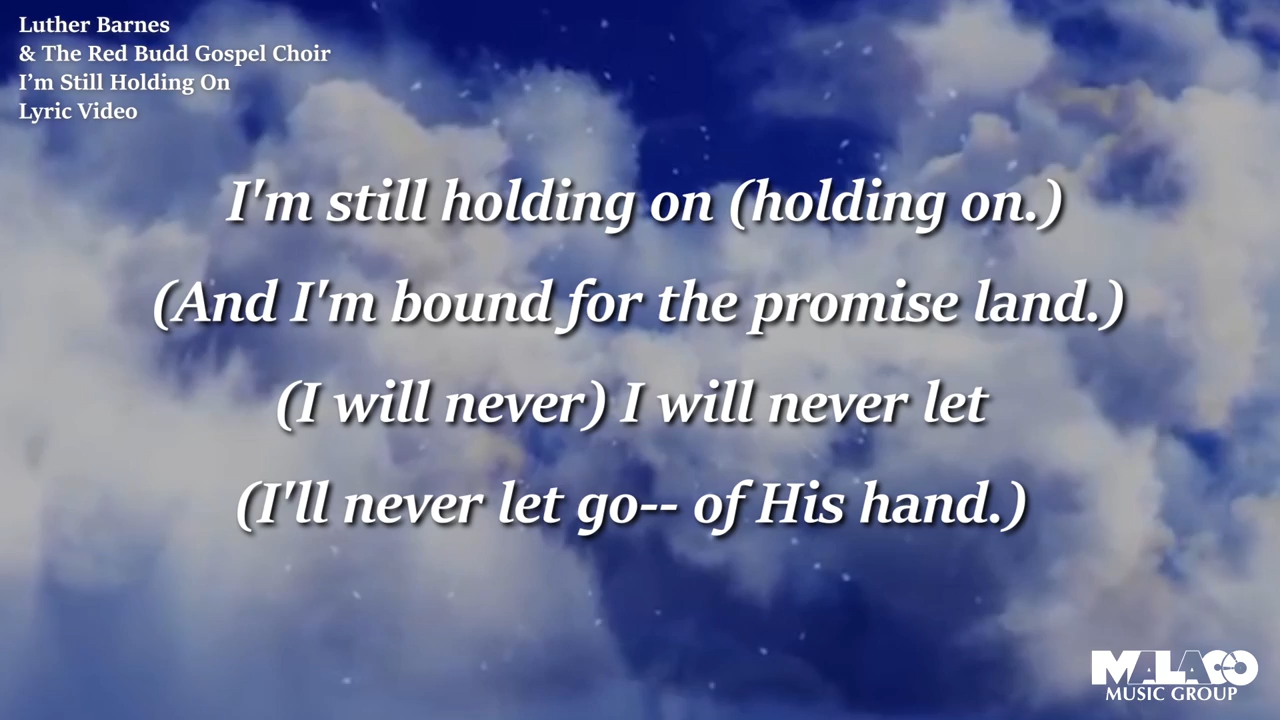 Luther Barnes
& The Red Budd Gospel Choir
I'm Still Holding On
Lyric Video
I'm still holding on (holding on.)
(And I'm bound for the promise land.)
(I will never) I will never let
(I'll never let go-- of His hand.)
MALACO
MUSIC GROUP